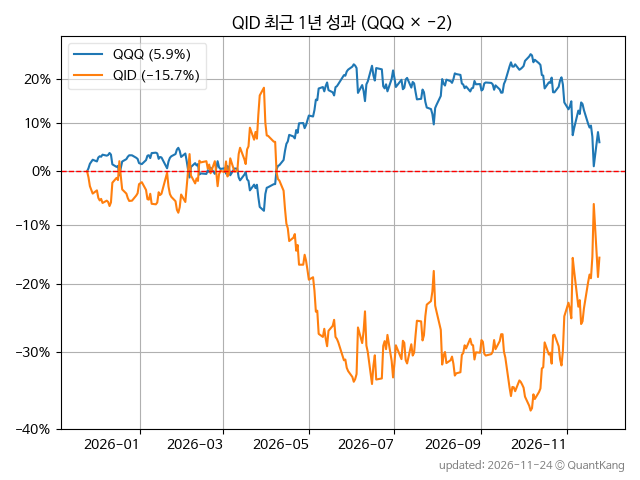 QID 최근 1년 성과 (QQQ × −2)
QQQ (5.9%)
QID (−15.7%)
20%
10%
0%
−10%
−20%
−30%
−40%
2026−01 2026−03 2026−05 2026−07 2026−09 2026−11
updated: 2026-11-24 © QuantKang